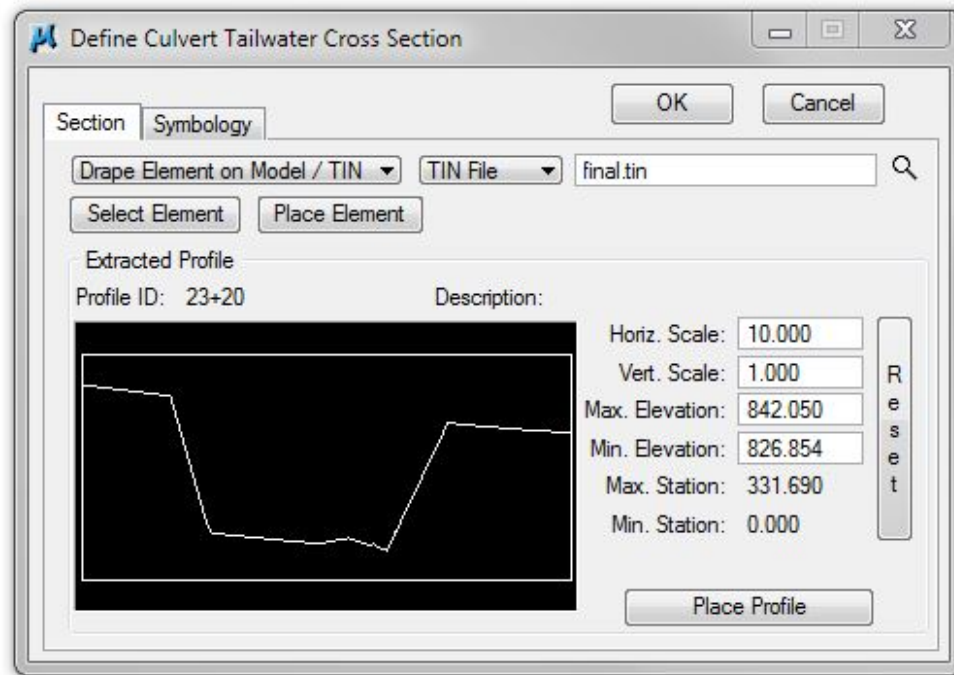 Define Culvert Tailwater Cross Section
OK Cancel
Section Symbology
Drape Element on Model / TIN TIN File final.tin
Select Element Place Element
Extracted Profile
Profile ID: 23+20 Description:
Horiz. Scale: 10.000
Vert. Scale: 1.000
Max. Elevation: 842.050
Min. Elevation: 826.854
Max. Station: 331.690
Min. Station: 0.000
Reset
Place Profile